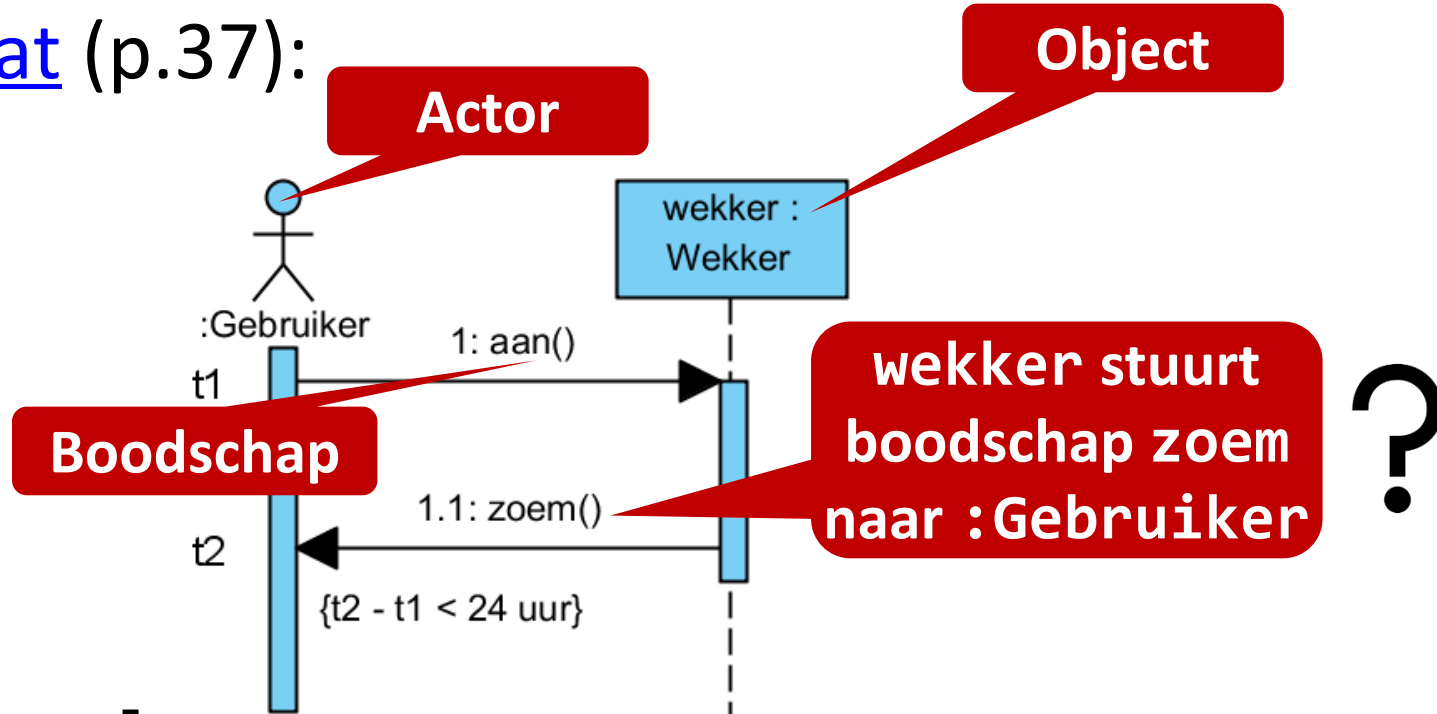 at (p.37):
Object
Actor
wekker :
Wekker
:Gebruiker
1: aan()
t1
Boodschap
wekker stuurt
boodschap zoem
naar :Gebruiker
?
1.1: zoem()
t2
{t2 - t1 < 24 uur}